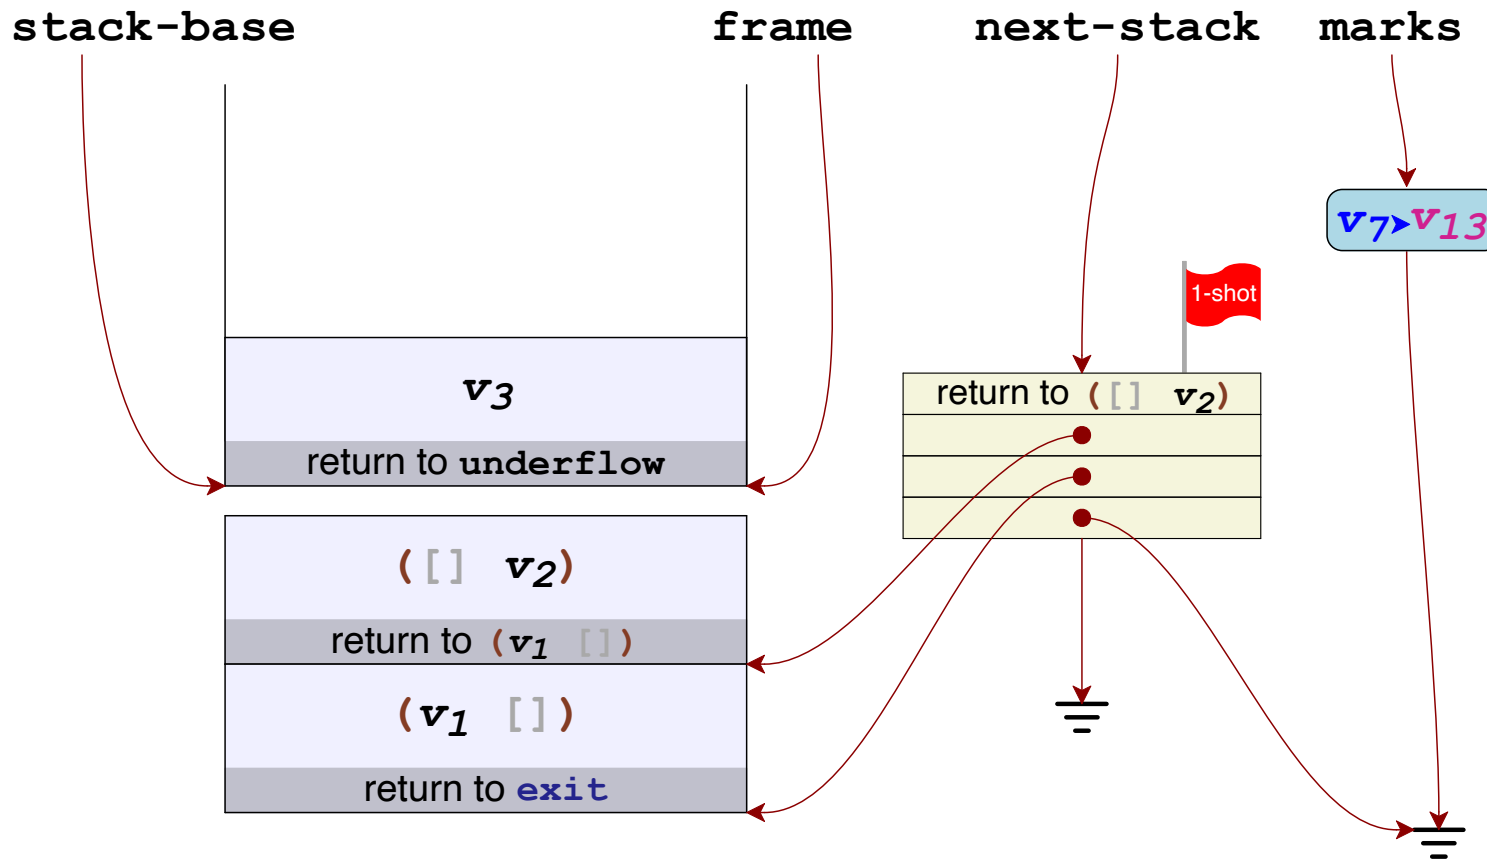 stack-base frame next-stack marks
v7➤v13
1-shot
v3
return to ([] v2)
return to underflow
([] v2)
return to (v1 [])
(v1 [])
return to exit